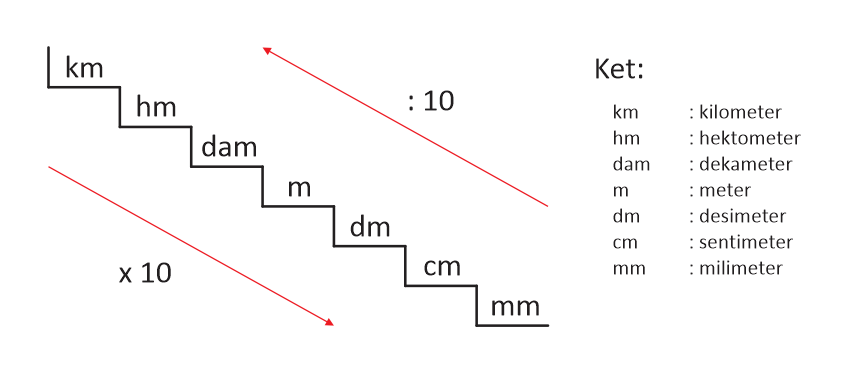 km
hm
dam
m
dm
cm
mm
: 10
x 10
Ket:
km : kilometer
hm : hektometer
dam : dekameter
m : meter
dm : desimeter
cm : sentimeter
mm : milimeter